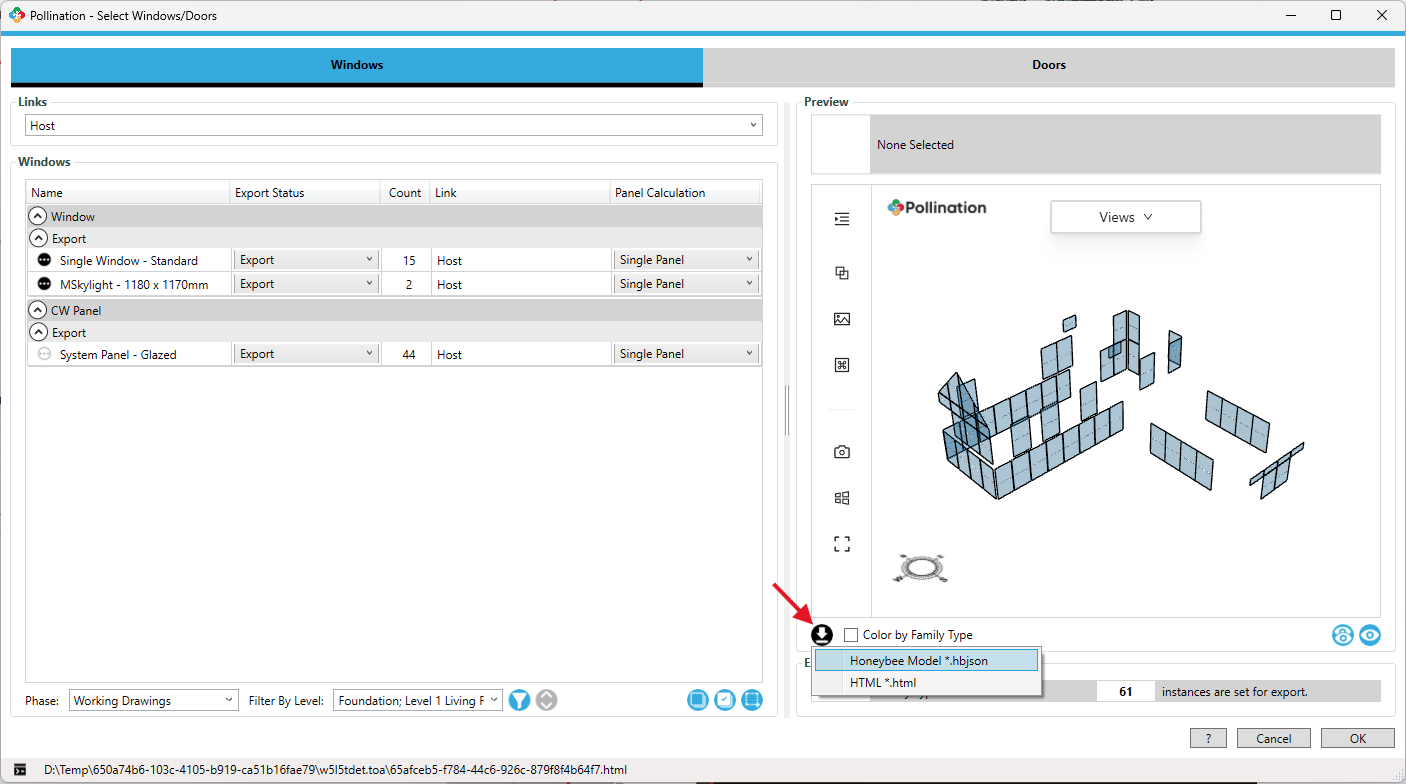 Pollination - Select Windows/Doors
Windows
Doors
Links
Host
Windows
Name Export Status Count Link Panel Calculation
Window
Export
Single Window - Standard Export 15 Host Single Panel
MSkylight - 1180 x 1170mm Export 2 Host Single Panel
CW Panel
Export
System Panel - Glazed Export 44 Host Single Panel
Phase: Working Drawings Filter By Level: Foundation; Level 1 Living
Preview
None Selected
Pollination
Views
Color by Family Type
Honeybee Model *.hbjson
HTML *.html
61 instances are set for export.
? Cancel OK
D:\Temp\650a74b6-103c-4105-b919-ca51b16fae79\w5l5tdet.toa\65afceb5-f784-44c6-926c-879f8f4b64f7.html